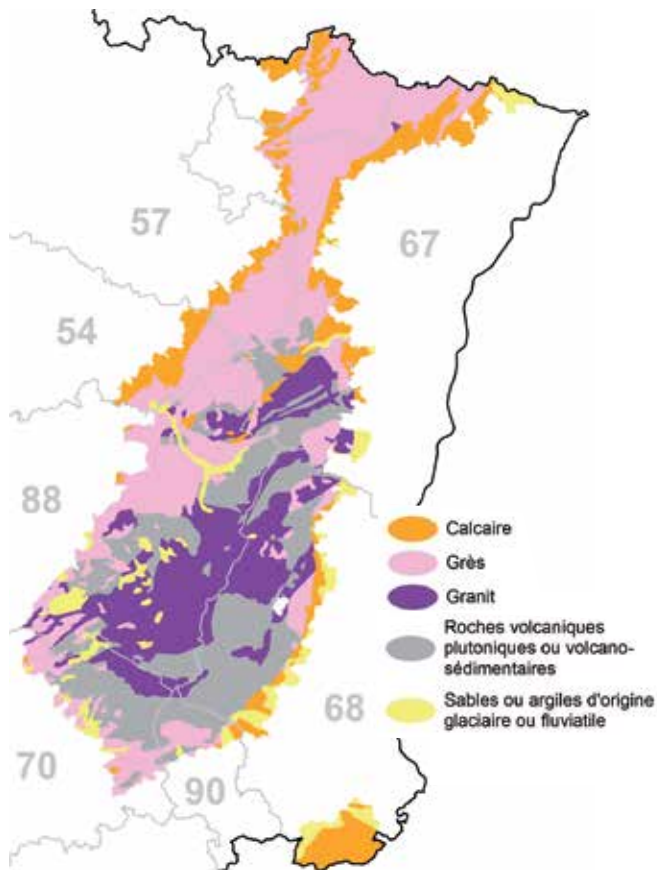 57
67
54
88
Calcaire
Grès
Granit
Roches volcaniques
plutoniques ou volcano-
sédimentaires
Sables ou argiles d'origine
glaciaire ou fluviatile
68
70
90